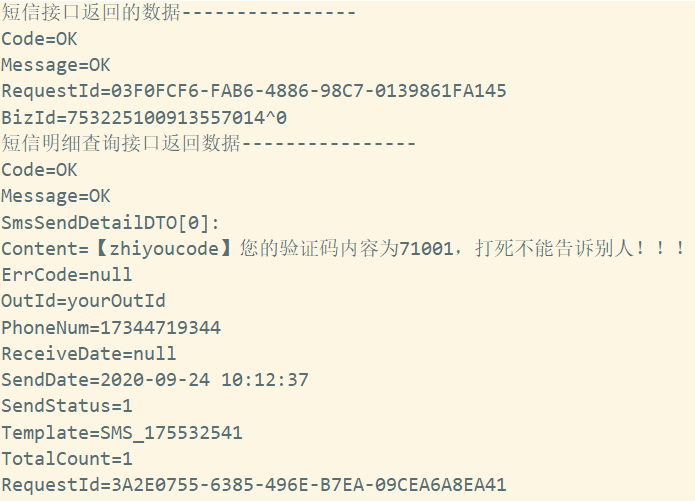 短信接口返回的数据----------------
Code=OK
Message=OK
RequestId=03F0FCF6-FAB6-4886-98C7-0139861FA145
BizId=753225100913557014^0
短信明细查询接口返回数据----------------
Code=OK
Message=OK
SmsSendDetailDTO[0]:
Content=【zhiyoucode】您的验证码内容为71001，打死不能告诉别人！！！
ErrCode=null
OutId=yourOutId
PhoneNum=17344719344
ReceiveDate=null
SendDate=2020-09-24 10:12:37
SendStatus=1
Template=SMS_175532541
TotalCount=1
RequestId=3A2E0755-6385-496E-B7EA-09CEA6A8EA41